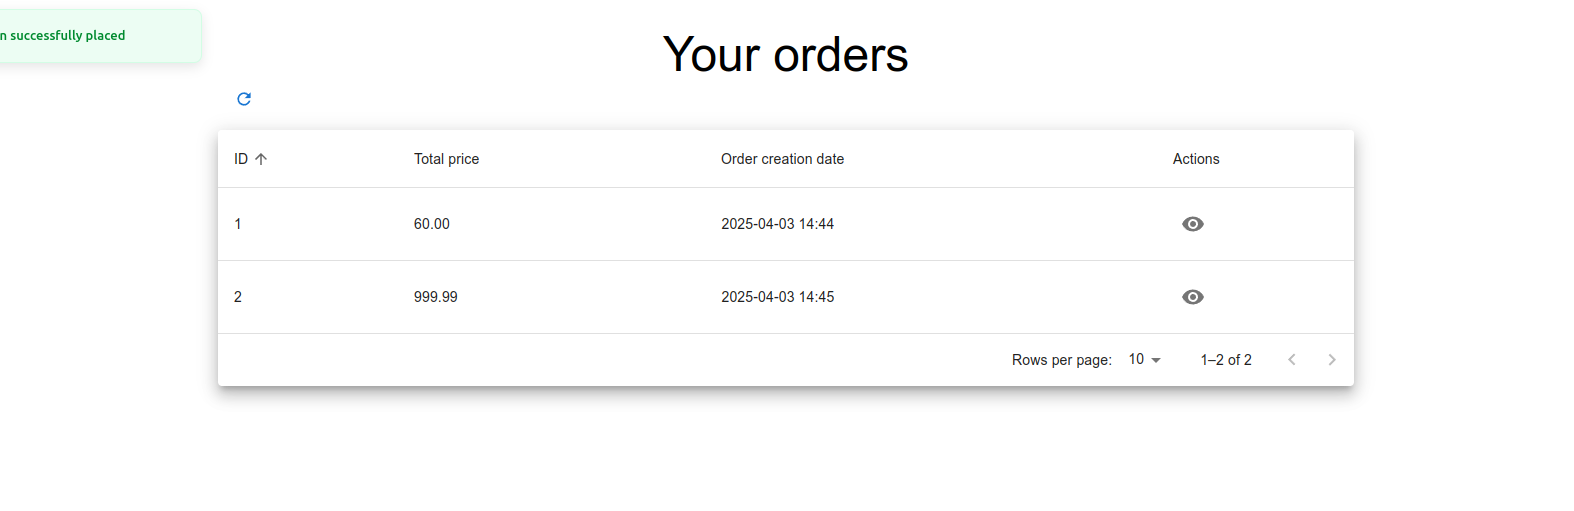 n successfully placed
Your orders
ID Total price Order creation date Actions
1 60.00 2025-04-03 14:44
2 999.99 2025-04-03 14:45
Rows per page: 10 1–2 of 2